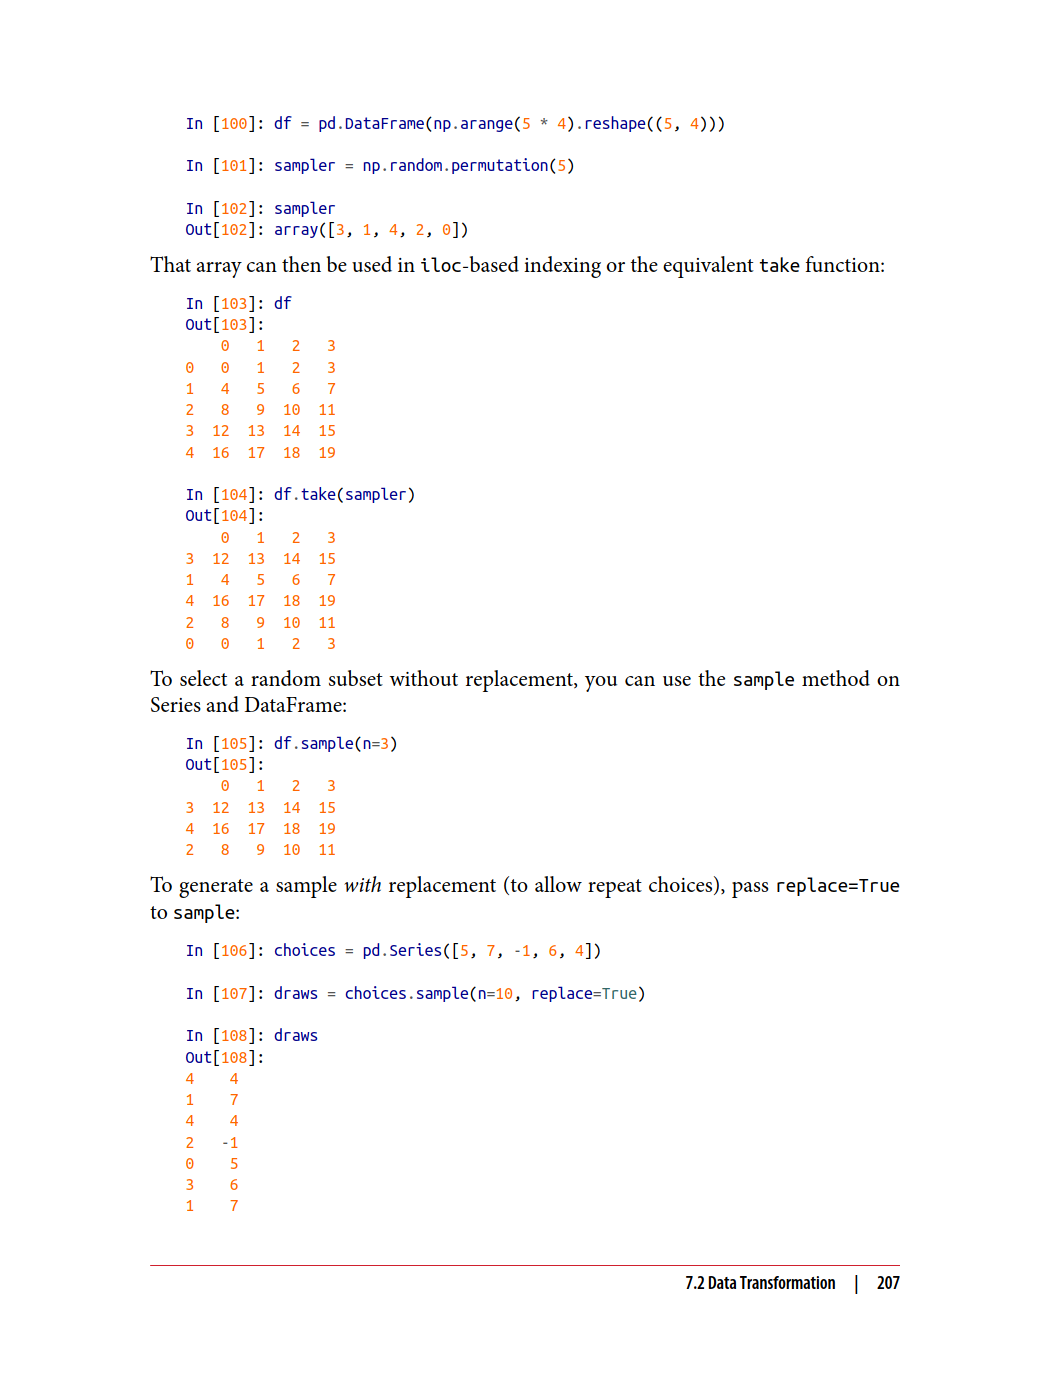 In [100]: df = pd.DataFrame(np.arange(5 * 4).reshape((5, 4)))
In [101]: sampler = np.random.permutation(5)
In [102]: sampler
Out[102]: array([3, 1, 4, 2, 0])
That array can then be used in iloc-based indexing or the equivalent take function:
In [103]: df
Out[103]:
    0   1   2   3
0   0   1   2   3
1   4   5   6   7
2   8   9  10  11
3  12  13  14  15
4  16  17  18  19
In [104]: df.take(sampler)
Out[104]:
    0   1   2   3
3  12  13  14  15
1   4   5   6   7
4  16  17  18  19
2   8   9  10  11
0   0   1   2   3
To select a random subset without replacement, you can use the sample method on
Series and DataFrame:
In [105]: df.sample(n=3)
Out[105]:
    0   1   2   3
3  12  13  14  15
4  16  17  18  19
2   8   9  10  11
To generate a sample with replacement (to allow repeat choices), pass replace=True
to sample:
In [106]: choices = pd.Series([5, 7, -1, 6, 4])
In [107]: draws = choices.sample(n=10, replace=True)
In [108]: draws
Out[108]:
4    4
1    7
4    4
2   -1
0    5
3    6
1    7
7.2 Data Transformation | 207